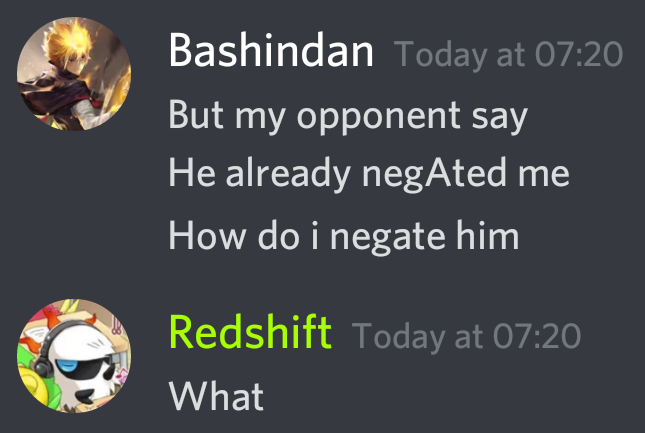 Bashindan Today at 07:20
But my opponent say
He already negAted me
How do i negate him
Redshift Today at 07:20
What